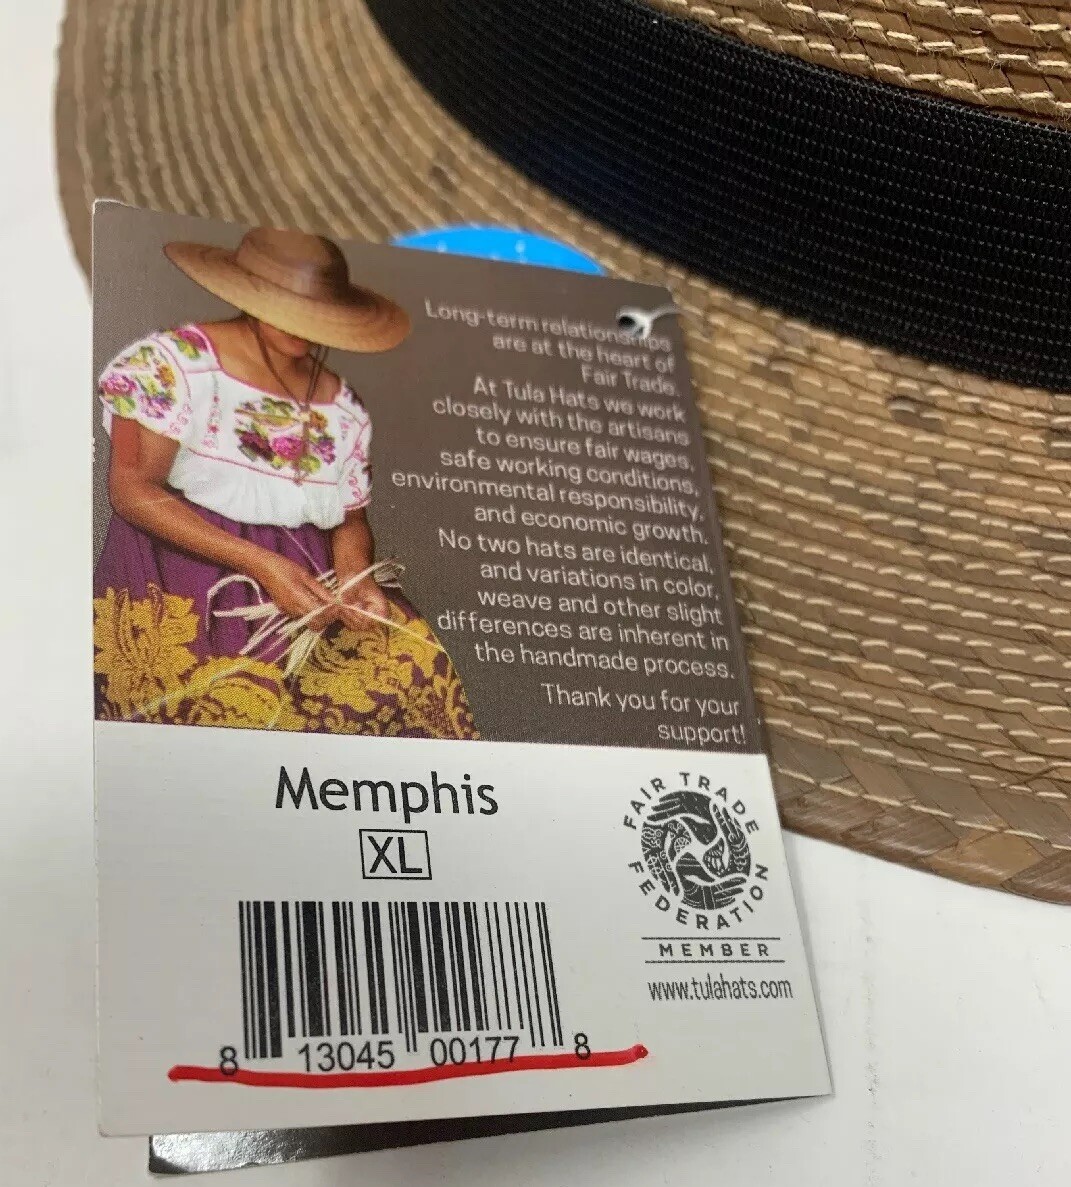 Long-term relationships
are at the heart of
Fair Trade.
At Tula Hats we work
closely with the artisans
to ensure fair wages,
safe working conditions,
environmental responsibility,
and economic growth.
No two hats are identical,
and variations in color,
weave and other slight
differences are inherent in
the handmade process.
Thank you for your
support!
Memphis
XL
FAIR TRADE
FEDERATION
MEMBER
www.tulahats.com
8 13045 00177 8